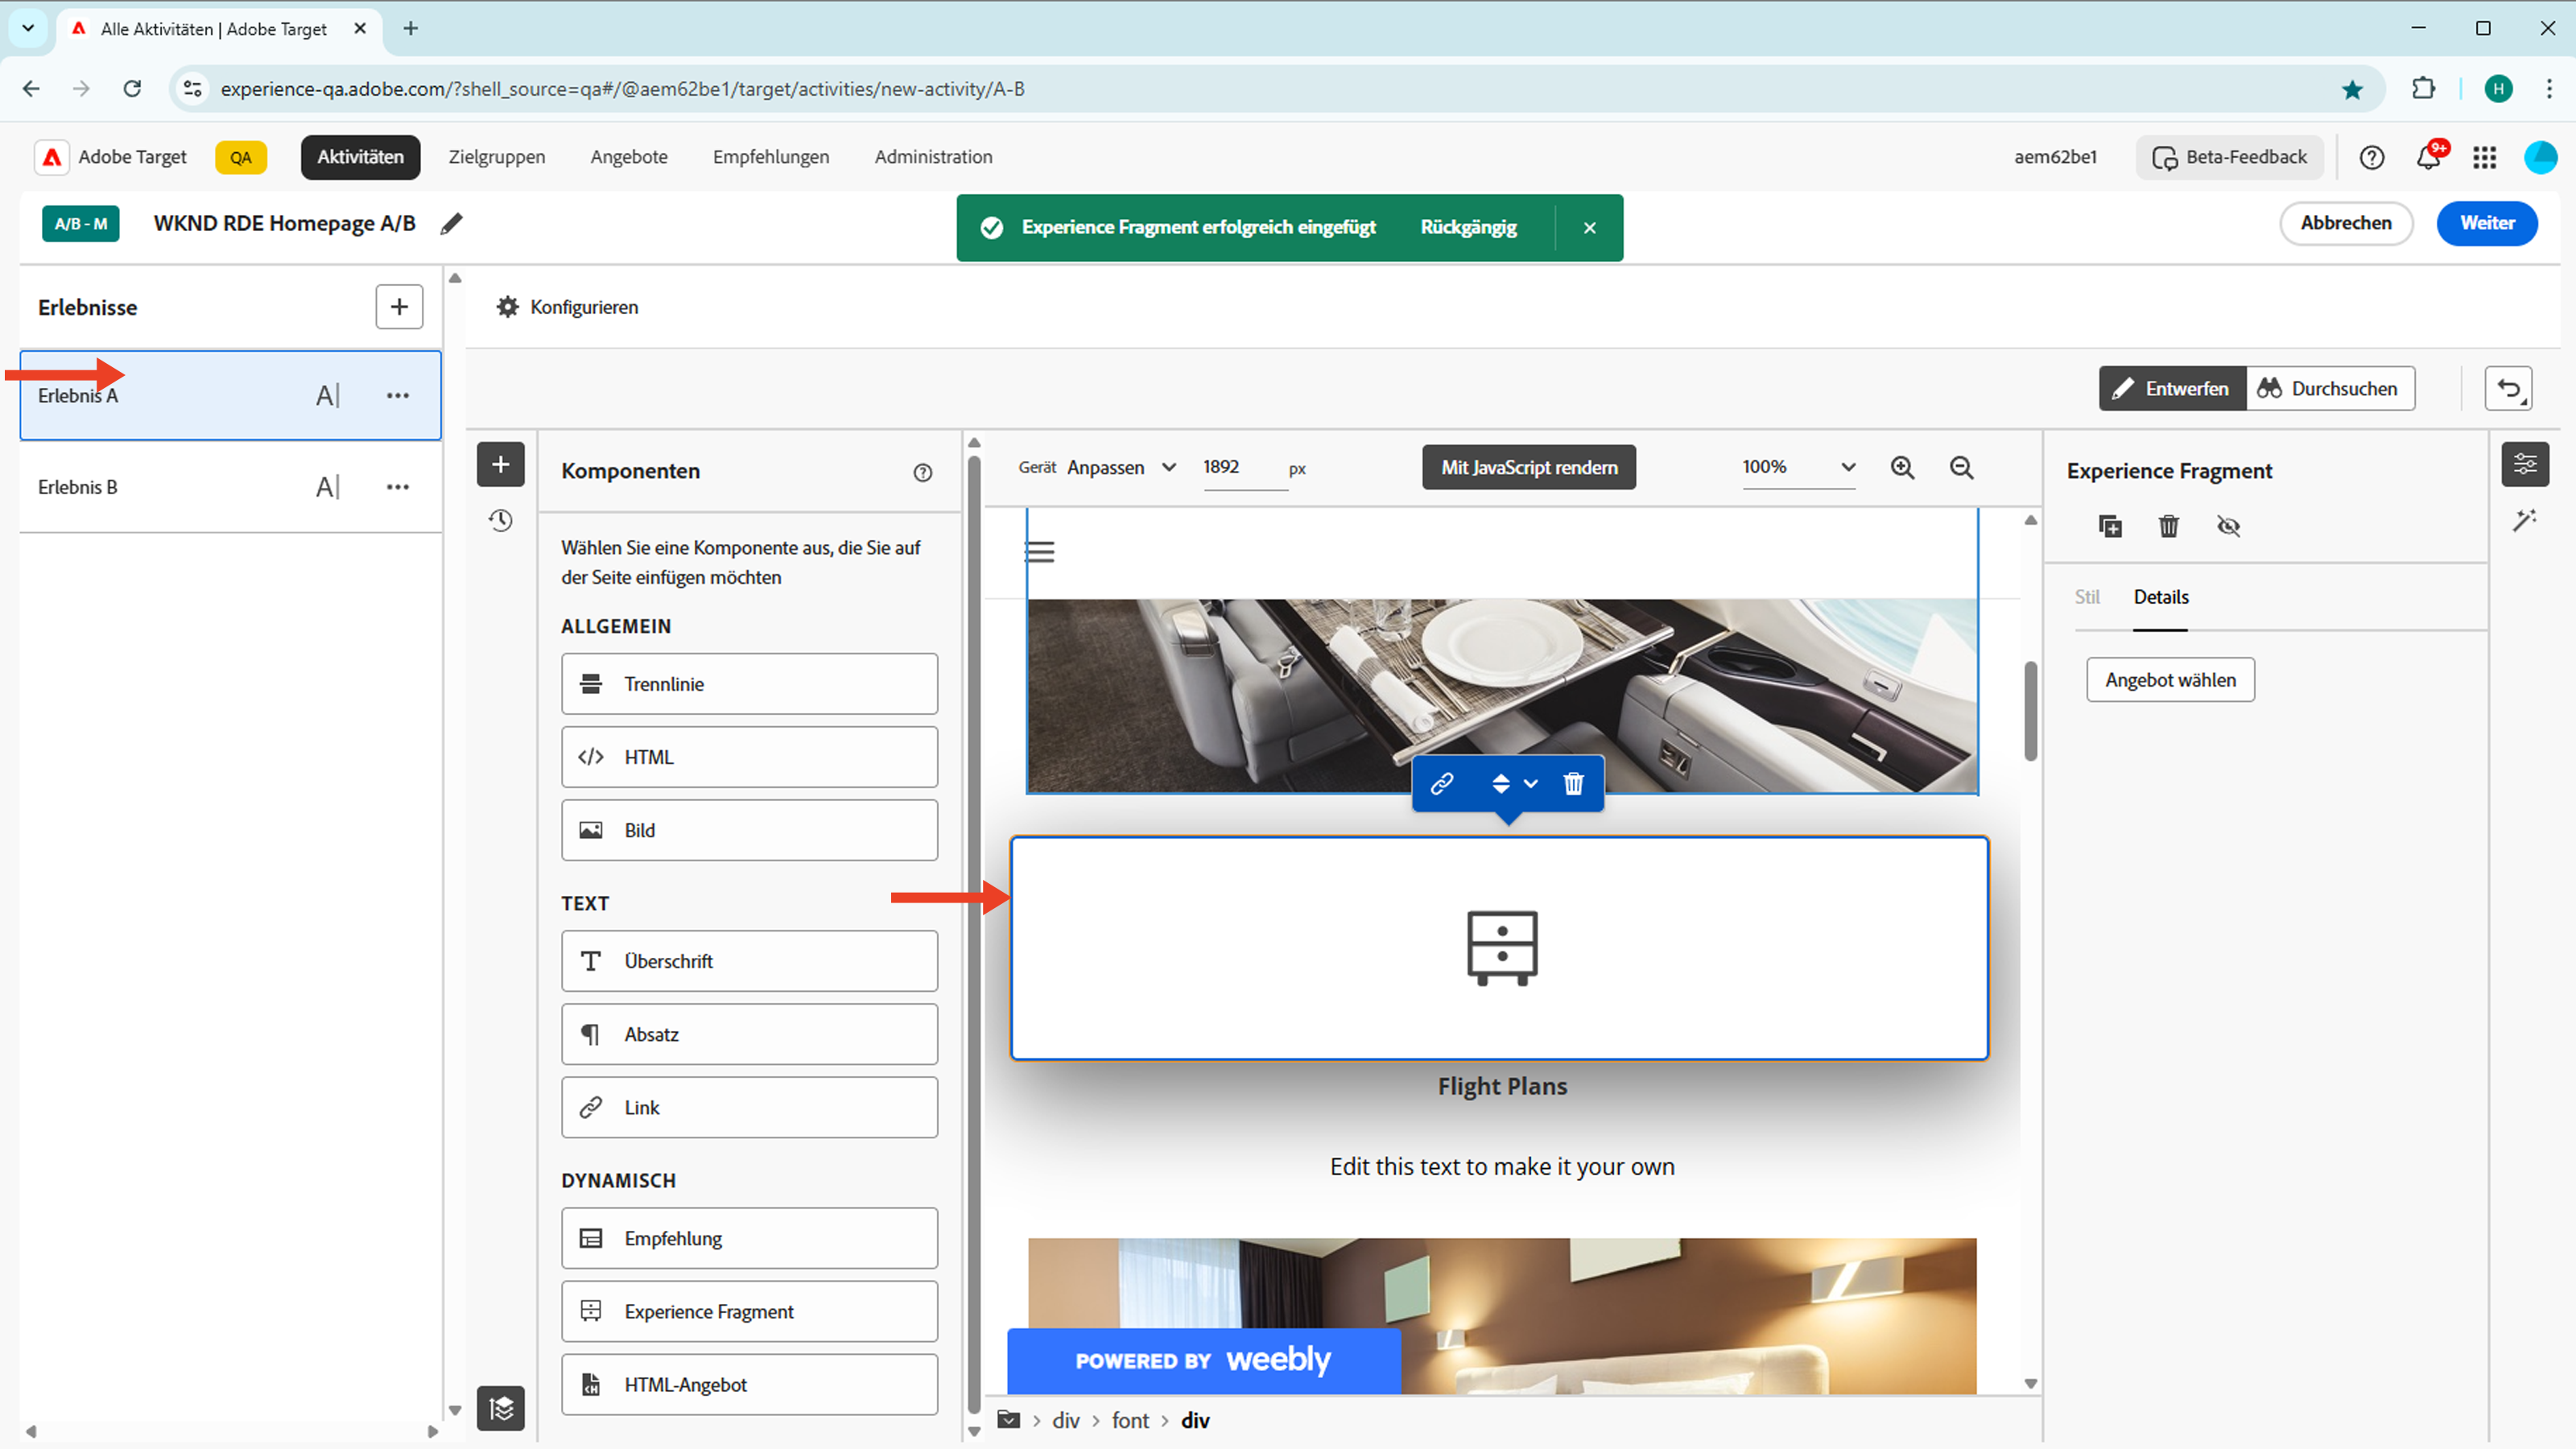 Alle Aktivitäten | Adobe Target
experience-qa.adobe.com/?shell_source=qa#/@aem62be1/target/activities/new-activity/A-B
H
Adobe Target
QA
Aktivitäten
Zielgruppen
Angebote
Empfehlungen
Administration
aem62be1
Beta-Feedback
9+
A/B - M
WKND RDE Homepage A/B
Experience Fragment erfolgreich eingefügt
Rückgängig
Abbrechen
Weiter
Erlebnisse
Konfigurieren
Erlebnis A
A|
Erlebnis B
A|
Entwerfen
Durchsuchen
Komponenten
Wählen Sie eine Komponente aus, die Sie auf
der Seite einfügen möchten
ALLGEMEIN
Trennlinie
HTML
Bild
TEXT
Überschrift
Absatz
Link
DYNAMISCH
Empfehlung
Experience Fragment
HTML-Angebot
Gerät
Anpassen
1892
px
Mit JavaScript rendern
100%
Flight Plans
Edit this text to make it your own
POWERED BY weebly
div > font > div
Experience Fragment
Stil
Details
Angebot wählen